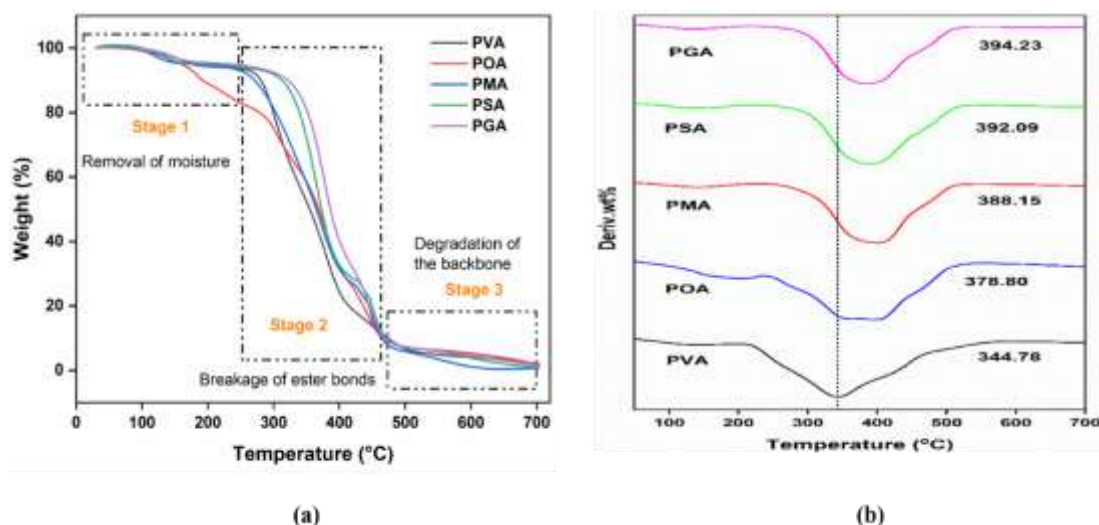 100
80
60
40
20
0
Weight (%)
PVA
POA
PMA
PSA
PGA
Stage 1
Removal of moisture
Degradation of
the backbone
Stage 3
Stage 2
Breakage of ester bonds
0 100 200 300 400 500 600 700
Temperature (°C)
(a)
PGA 394.23
PSA 392.09
PMA 388.15
POA 378.80
PVA 344.78
Deriv.wt%
100 200 300 400 500 600 700
Temperature (°C)
(b)